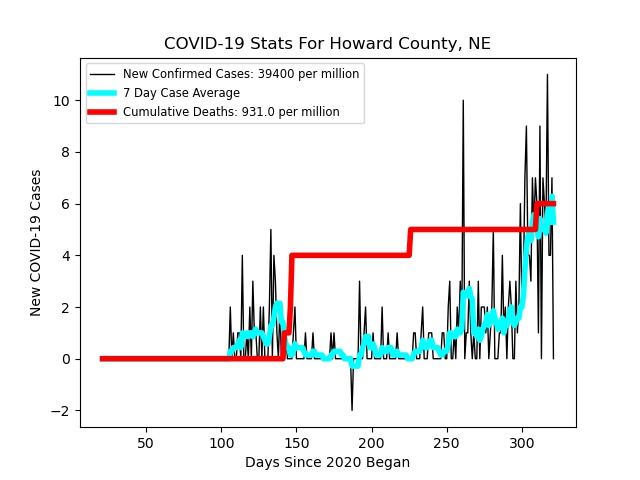 COVID-19 Stats For Howard County, NE
New Confirmed Cases: 39400 per million
7 Day Case Average
Cumulative Deaths: 931.0 per million
New COVID-19 Cases
10
8
6
4
2
0
−2
50 100 150 200 250 300
Days Since 2020 Began